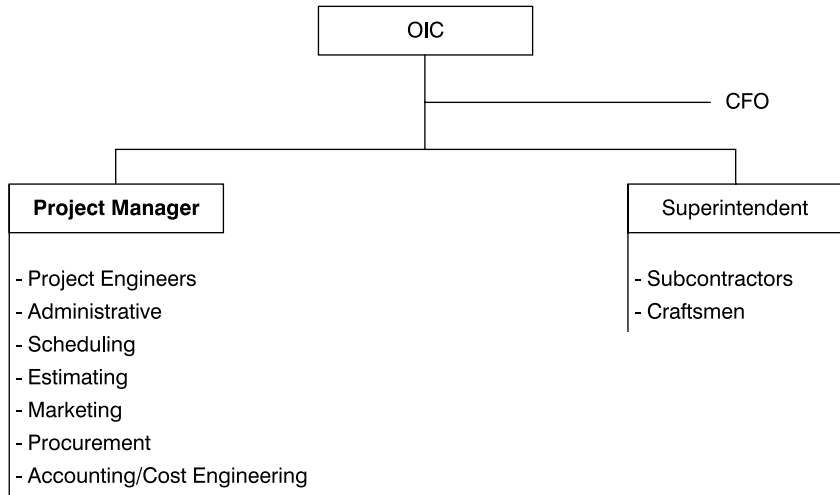 OIC
CFO
Project Manager
Superintendent
- Project Engineers
- Administrative
- Scheduling
- Estimating
- Marketing
- Procurement
- Accounting/Cost Engineering
- Subcontractors
- Craftsmen